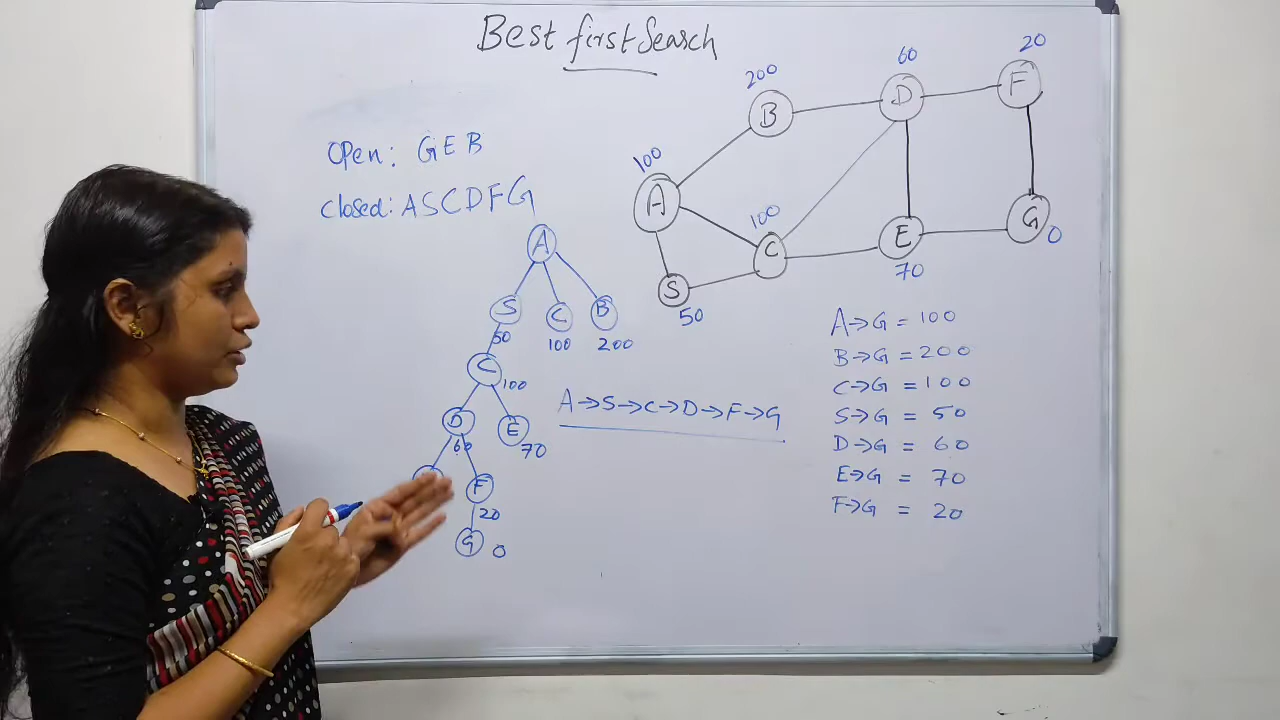 Best first Search
Open: G E B
Closed: A S C D F G
200
B
60
D
20
F
100
A
100
C
E
70
G
0
S
50
A
S
50
C
100
B
200
C
100
D
60
E
70
F
20
G
0
A→S→C→D→F→G
A→G = 100
B→G = 200
C→G = 100
S→G = 50
D→G = 60
E→G = 70
F→G = 20